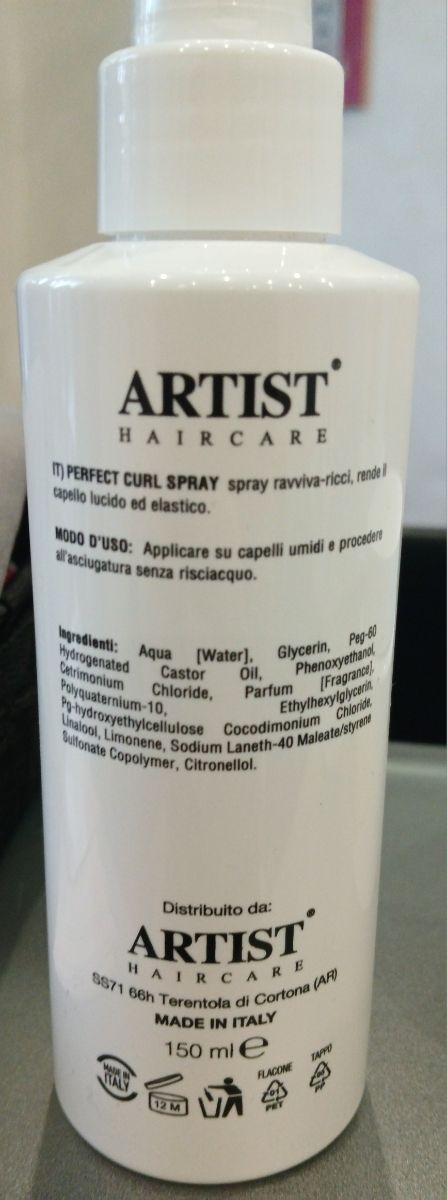 ARTIST®
HAIRCARE
IT) PERFECT CURL SPRAY spray ravviva-ricci, rende il
capello lucido ed elastico.
MODO D'USO: Applicare su capelli umidi e procedere
all'asciugatura senza risciacquo.
Ingredienti: Aqua [Water], Glycerin, Peg-60
Hydrogenated Castor Oil, Phenoxyethanol,
Cetrimonium Chloride, Parfum [Fragrance],
Polyquaternium-10, Ethylhexylglycerin,
Pg-hydroxyethylcellulose Cocodimonium Chloride,
Linalool, Limonene, Sodium Laneth-40 Maleate/styrene
Sulfonate Copolymer, Citronellol.
Distribuito da:
ARTIST®
HAIRCARE
SS71 66h Terentola di Cortona (AR)
MADE IN ITALY
150 ml ℮
MADE IN
ITALY
12 M
FLACONE
01
PET
TAPPO
PP